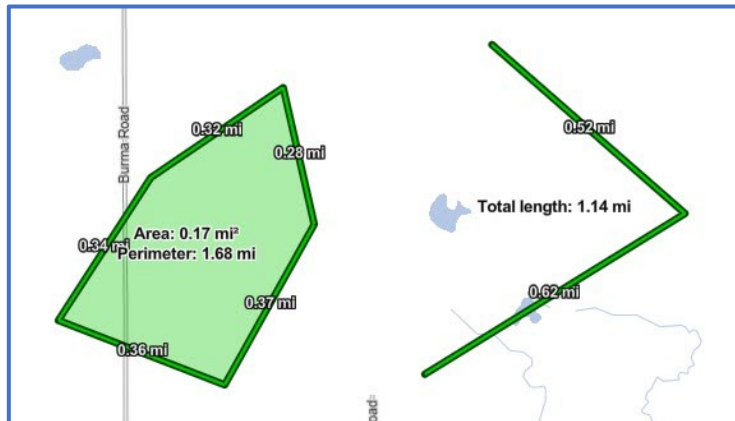 Burma Road
0.32 mi
0.28 mi
0.34 mi
Area: 0.17 mi²
Perimeter: 1.68 mi
0.37 mi
0.36 mi
0.52 mi
Total length: 1.14 mi
0.62 mi
oad